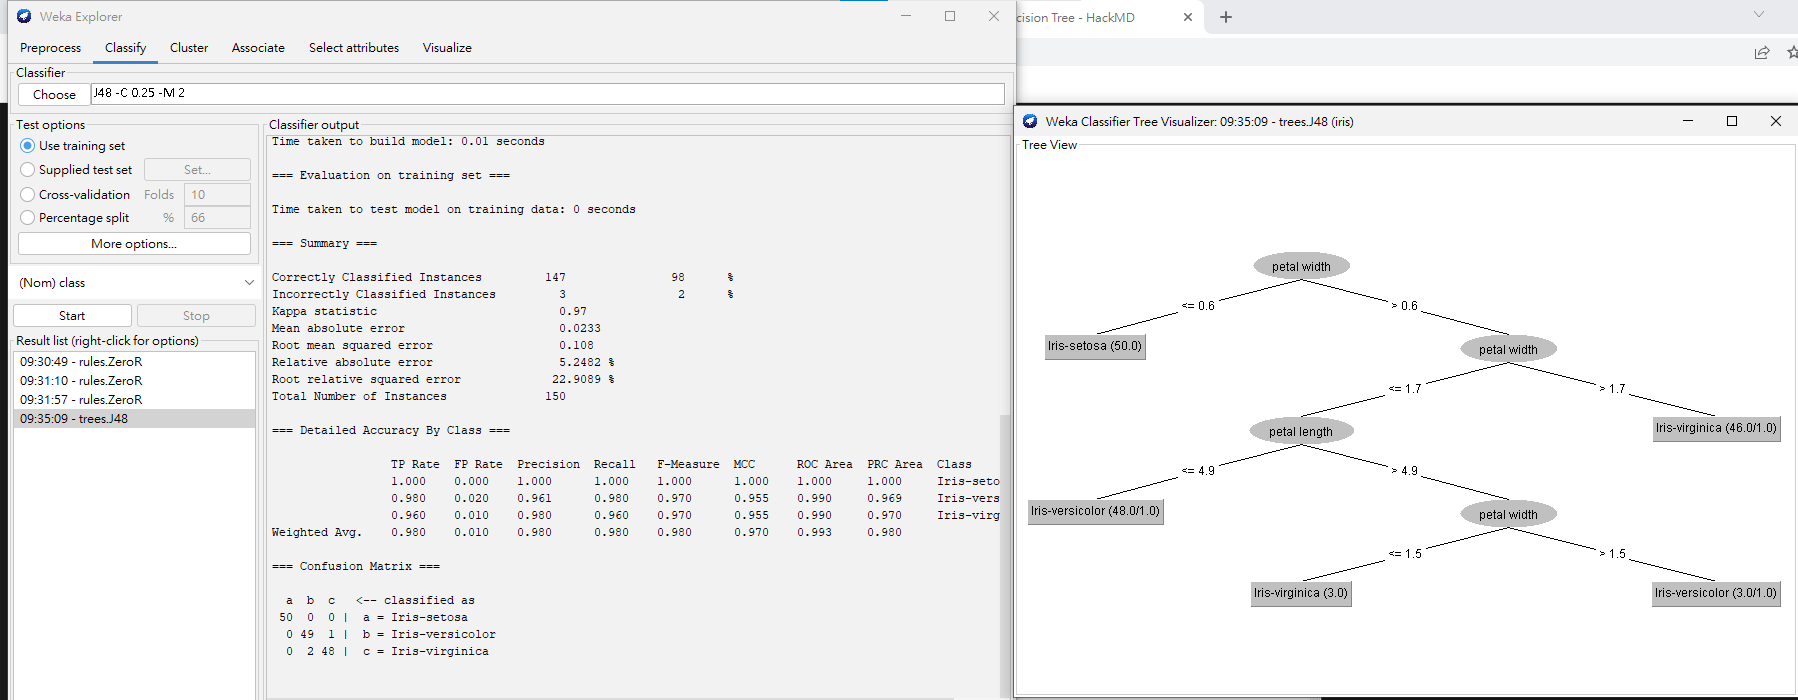 Weka Explorer
Preprocess Classify Cluster Associate Select attributes Visualize
Classifier
Choose J48 -C 0.25 -M 2
Test options
Use training set
Supplied test set Set...
Cross-validation Folds 10
Percentage split % 66
More options...
(Nom) class
Start Stop
Result list (right-click for options)
09:30:49 - rules.ZeroR
09:31:10 - rules.ZeroR
09:31:57 - rules.ZeroR
09:35:09 - trees.J48
Classifier output
Time taken to build model: 0.01 seconds
=== Evaluation on training set ===
Time taken to test model on training data: 0 seconds
=== Summary ===
Correctly Classified Instances 147 98 %
Incorrectly Classified Instances 3 2 %
Kappa statistic 0.97
Mean absolute error 0.0233
Root mean squared error 0.108
Relative absolute error 5.2482 %
Root relative squared error 22.9089 %
Total Number of Instances 150
=== Detailed Accuracy By Class ===
TP Rate FP Rate Precision Recall F-Measure MCC ROC Area PRC Area Class
1.000 0.000 1.000 1.000 1.000 1.000 1.000 1.000 Iris-seto
0.980 0.020 0.961 0.980 0.970 0.955 0.990 0.969 Iris-vers
0.960 0.010 0.980 0.960 0.970 0.955 0.990 0.970 Iris-virg
Weighted Avg. 0.980 0.010 0.980 0.980 0.980 0.970 0.993 0.980
=== Confusion Matrix ===
a b c <-- classified as
50 0 0 | a = Iris-setosa
0 49 1 | b = Iris-versicolor
0 2 48 | c = Iris-virginica
cision Tree - HackMD
Weka Classifier Tree Visualizer: 09:35:09 - trees.J48 (iris)
Tree View
petal width
<= 0.6 > 0.6
Iris-setosa (50.0) petal width
<= 1.7 > 1.7
petal length Iris-virginica (46.0/1.0)
<= 4.9 > 4.9
Iris-versicolor (48.0/1.0) petal width
<= 1.5 > 1.5
Iris-virginica (3.0) Iris-versicolor (3.0/1.0)